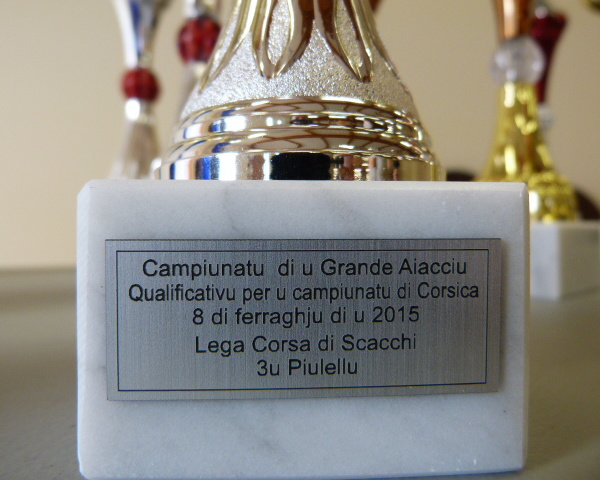 Campiunatu di u Grande Aiacciu
Qualificativu per u campiunatu di Corsica
8 di ferraghju di u 2015
Lega Corsa di Scacchi
3u Piulellu